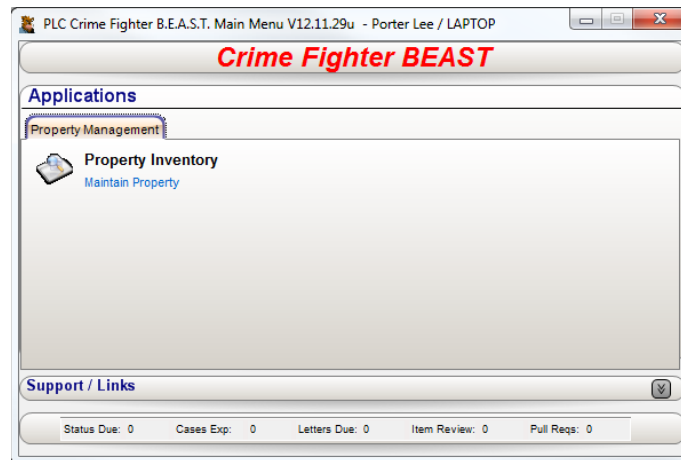 PLC Crime Fighter B.E.A.S.T. Main Menu V12.11.29u - Porter Lee / LAPTOP
Crime Fighter BEAST
Applications
Property Management
Property Inventory
Maintain Property
Support / Links
Status Due: 0 Cases Exp: 0 Letters Due: 0 Item Review: 0 Pull Reqs: 0